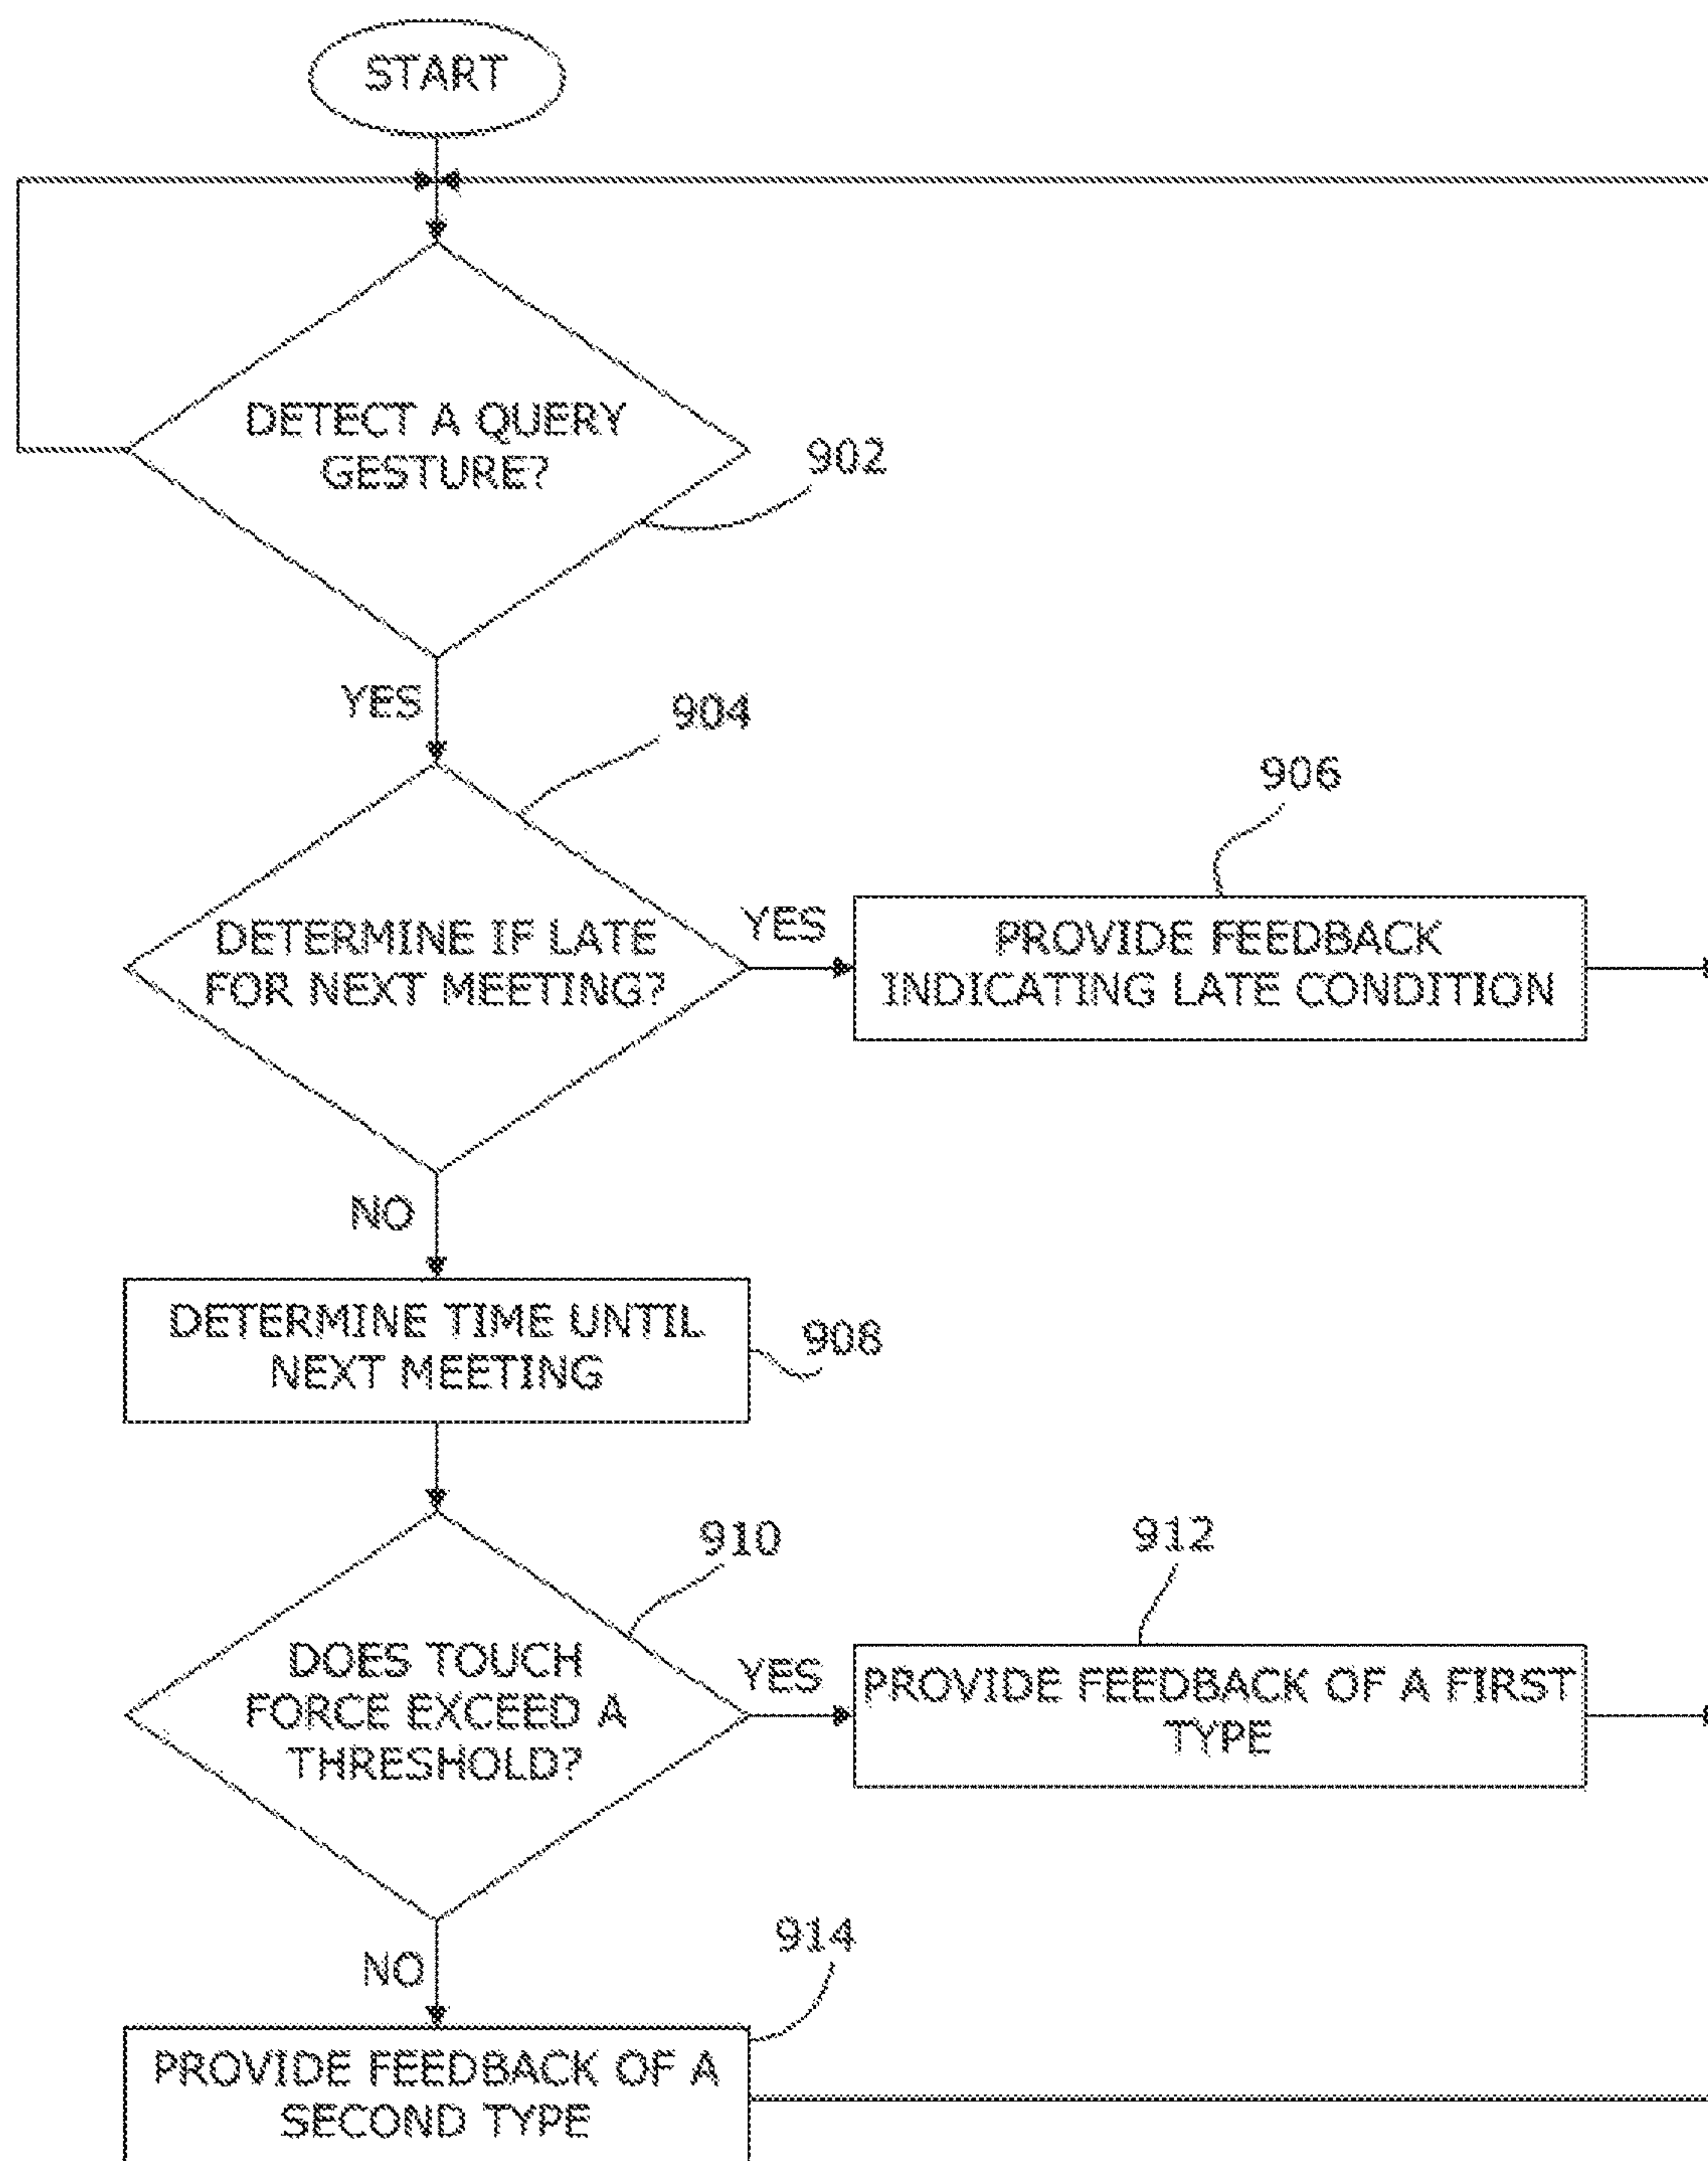 START
DETECT A QUERY
GESTURE?
902
YES
904
906
DETERMINE IF LATE
FOR NEXT MEETING?
YES
PROVIDE FEEDBACK
INDICATING LATE CONDITION
NO
DETERMINE TIME UNTIL
NEXT MEETING
908
910
912
DOES TOUCH
FORCE EXCEED A
THRESHOLD?
YES
PROVIDE FEEDBACK OF A FIRST
TYPE
NO
914
PROVIDE FEEDBACK OF A
SECOND TYPE